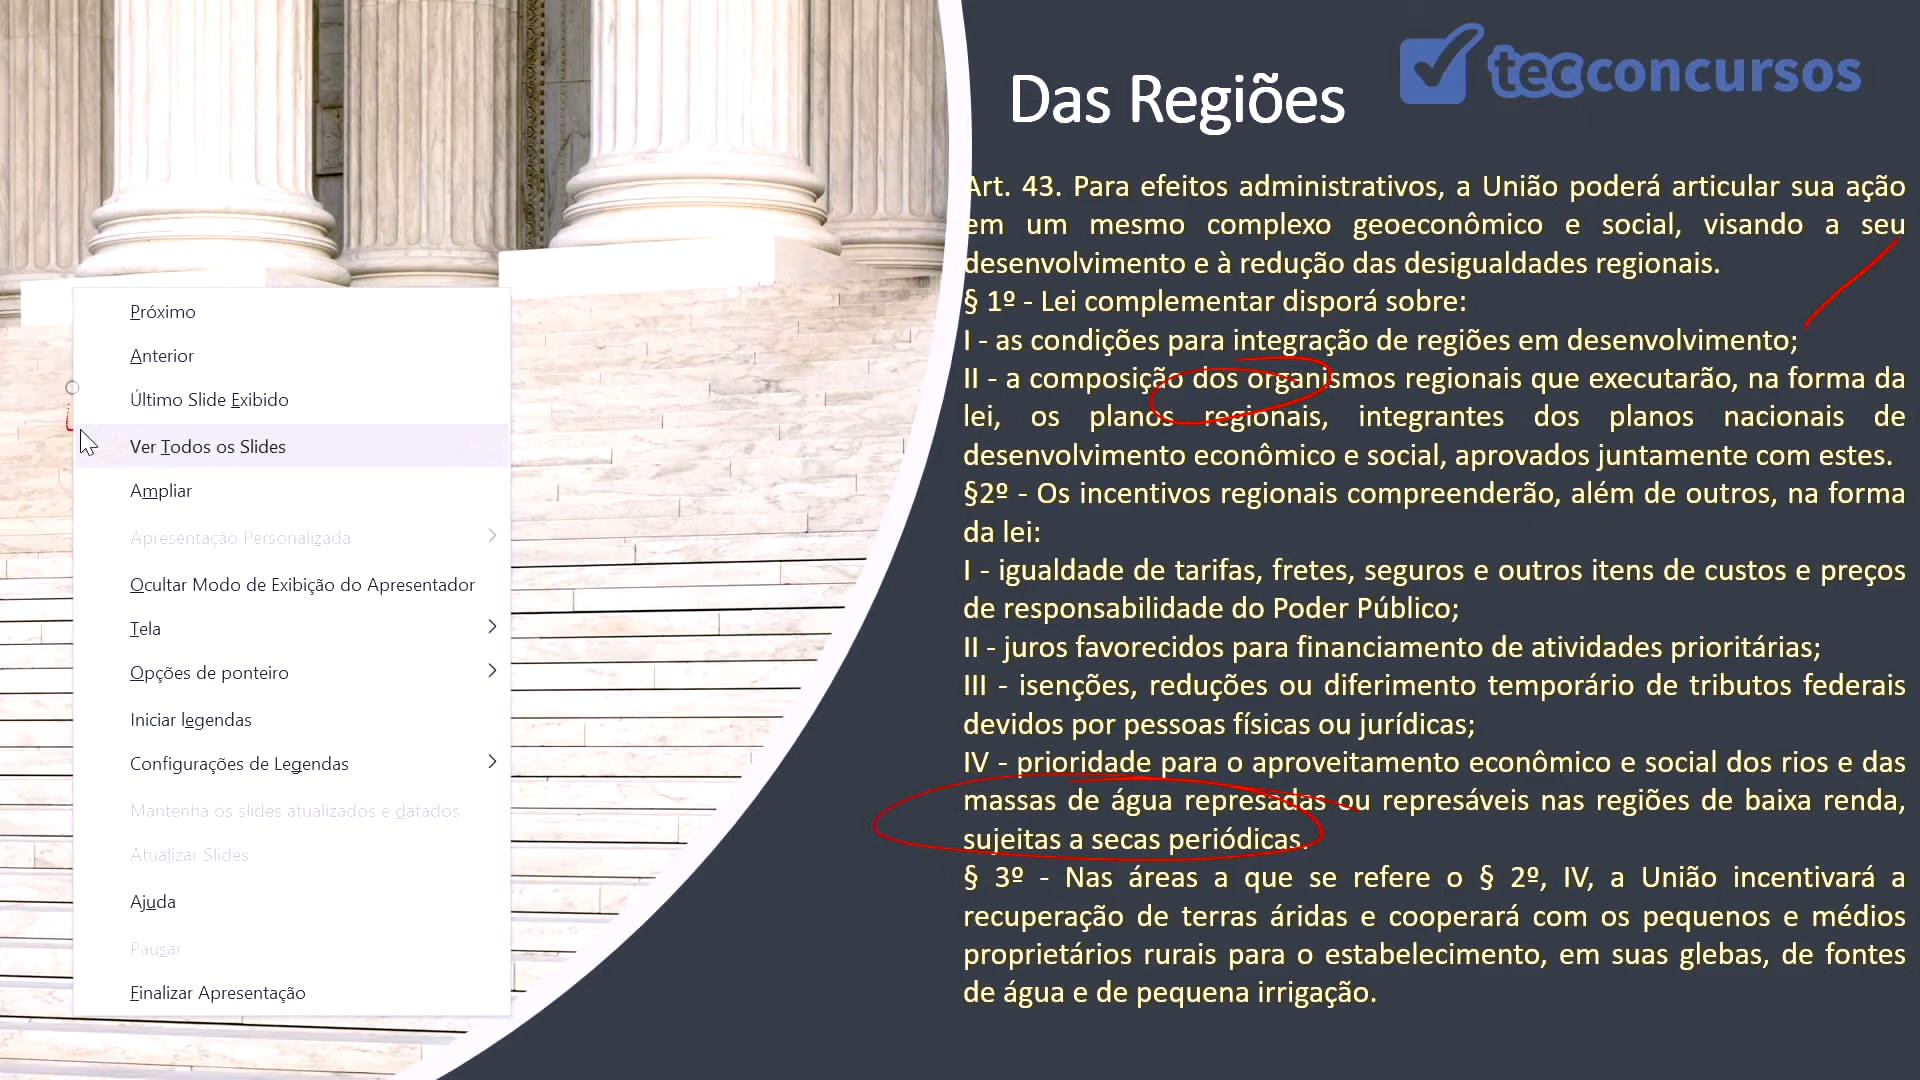 Das Regiões
tecconcursos
Art. 43. Para efeitos administrativos, a União poderá articular sua ação
em um mesmo complexo geoeconômico e social, visando a seu
desenvolvimento e à redução das desigualdades regionais.
§ 1º - Lei complementar disporá sobre:
I - as condições para integração de regiões em desenvolvimento;
II - a composição dos organismos regionais que executarão, na forma da
lei, os planos regionais, integrantes dos planos nacionais de
desenvolvimento econômico e social, aprovados juntamente com estes.
§2º - Os incentivos regionais compreenderão, além de outros, na forma
da lei:
I - igualdade de tarifas, fretes, seguros e outros itens de custos e preços
de responsabilidade do Poder Público;
II - juros favorecidos para financiamento de atividades prioritárias;
III - isenções, reduções ou diferimento temporário de tributos federais
devidos por pessoas físicas ou jurídicas;
IV - prioridade para o aproveitamento econômico e social dos rios e das
massas de água represadas ou represáveis nas regiões de baixa renda,
sujeitas a secas periódicas.
§ 3º - Nas áreas a que se refere o § 2º, IV, a União incentivará a
recuperação de terras áridas e cooperará com os pequenos e médios
proprietários rurais para o estabelecimento, em suas glebas, de fontes
de água e de pequena irrigação.
Próximo
Anterior
Último Slide Exibido
Ver Todos os Slides
Ampliar
Apresentação Personalizada
Ocultar Modo de Exibição do Apresentador
Tela
Opções de ponteiro
Iniciar legendas
Configurações de Legendas
Mantenha os slides atualizados e datados
Atualizar Slides
Ajuda
Pausar
Finalizar Apresentação